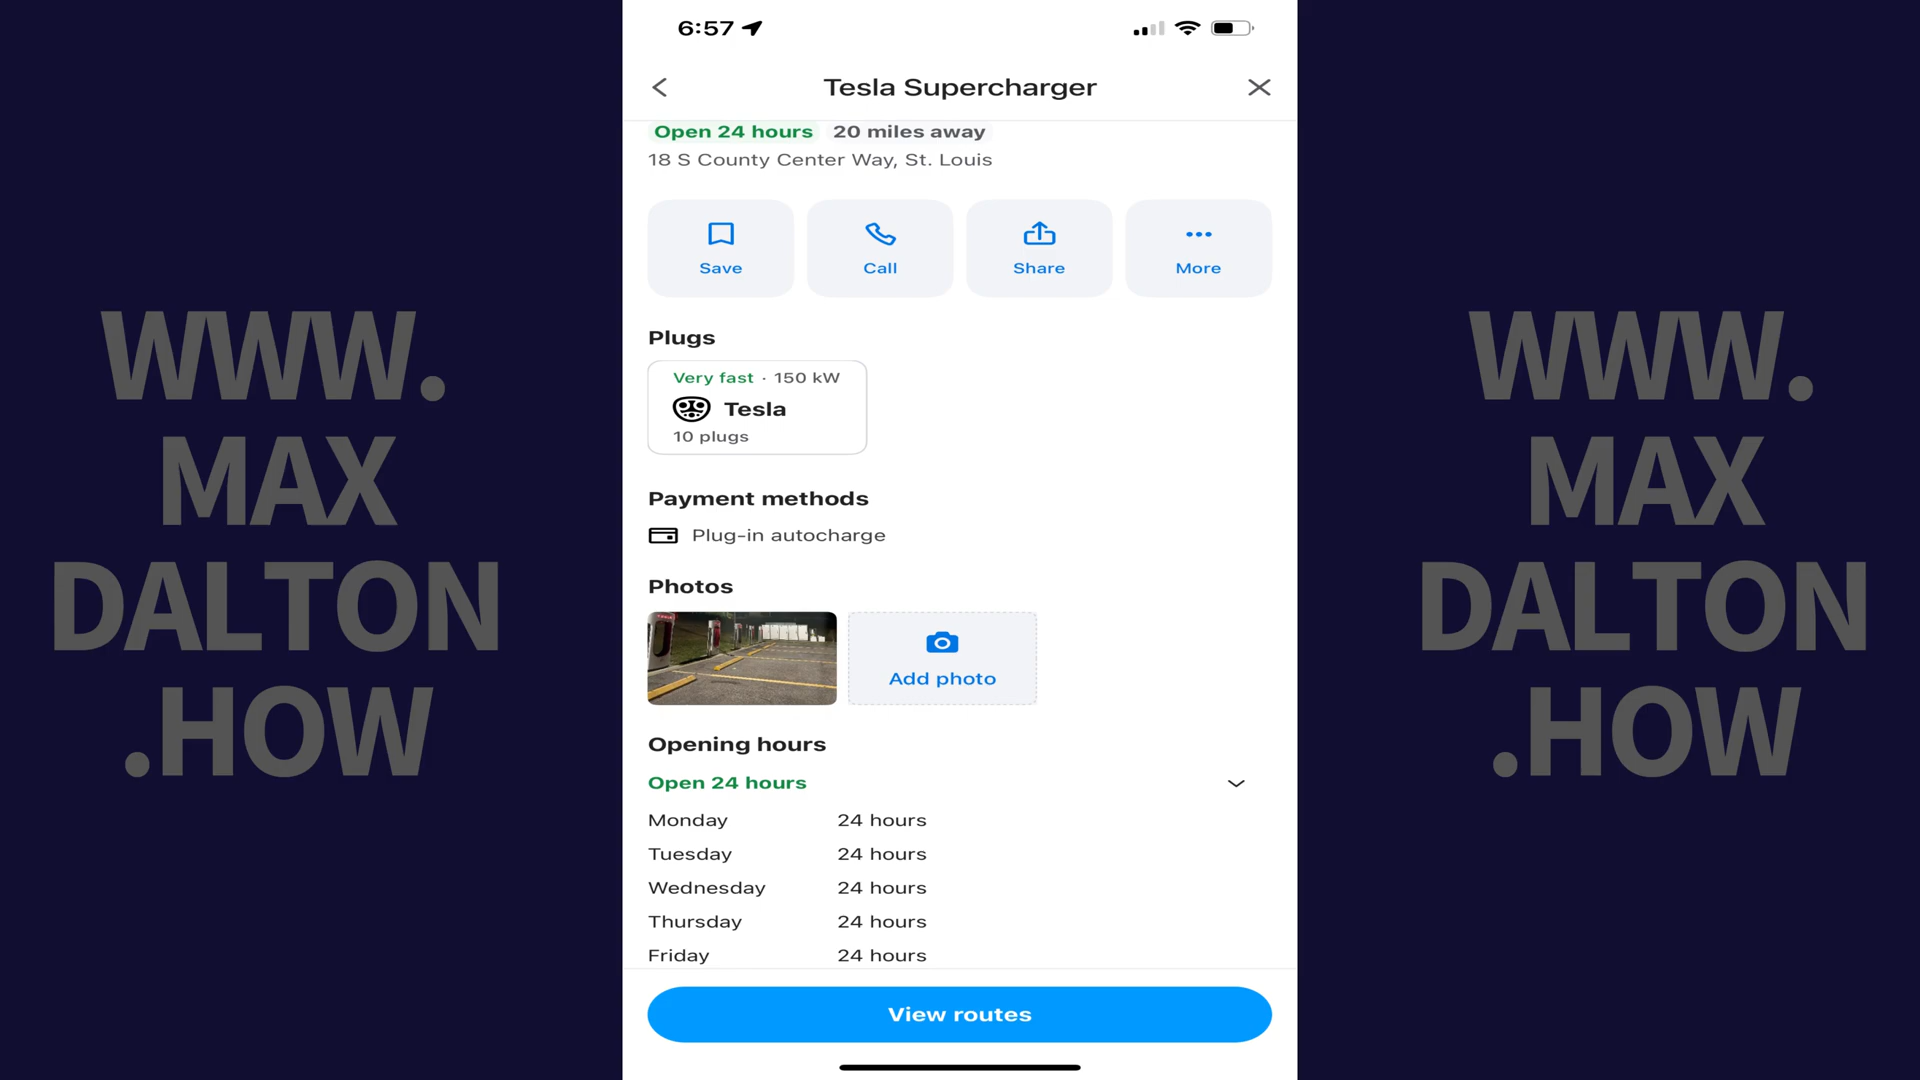 WWW.
MAX
DALTON
.HOW
6:57
Tesla Supercharger
Open 24 hours 20 miles away
18 S County Center Way, St. Louis
Save Call Share More
Plugs
Very fast · 150 kW
Tesla
10 plugs
Payment methods
Plug-in autocharge
Photos
Add photo
Opening hours
Open 24 hours
Monday 24 hours
Tuesday 24 hours
Wednesday 24 hours
Thursday 24 hours
Friday 24 hours
View routes
WWW.
MAX
DALTON
.HOW